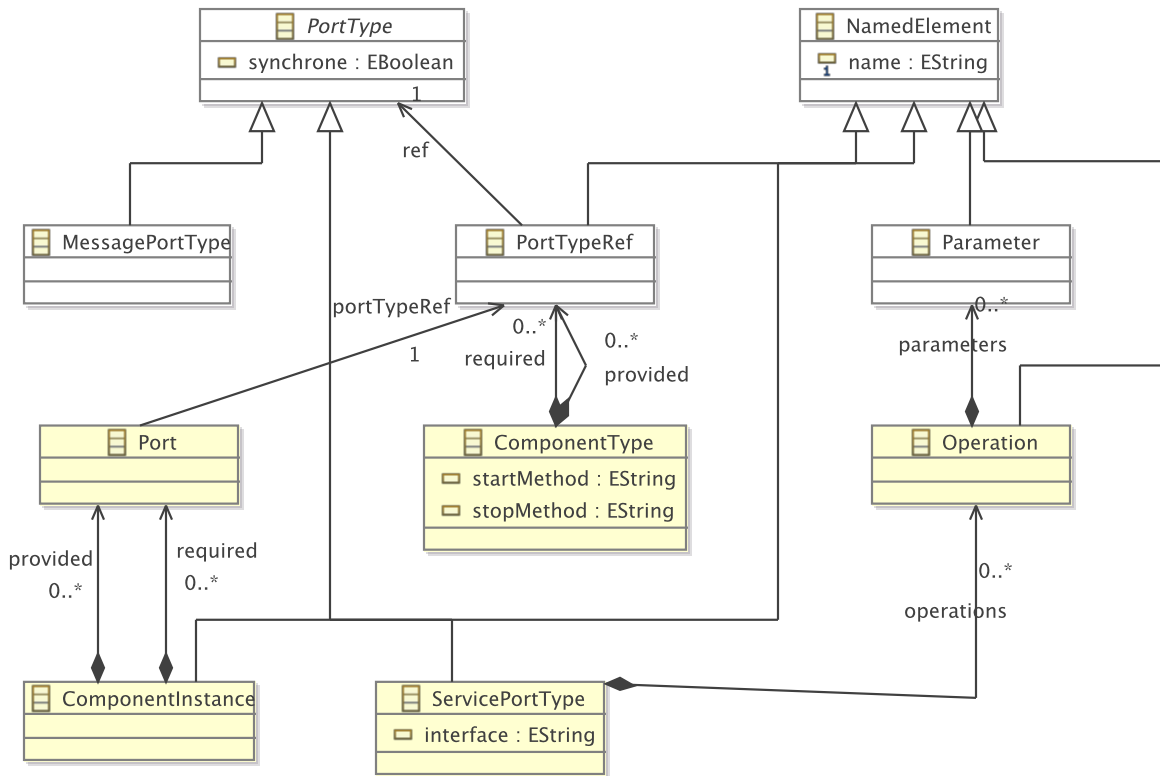 PortType
synchrone : EBoolean
1
NamedElement
name : EString
1
ref
MessagePortType
PortTypeRef
Parameter
portTypeRef
1
0..*
required
0..*
provided
0..*
parameters
Port
ComponentType
startMethod : EString
stopMethod : EString
Operation
provided
0..*
required
0..*
0..*
operations
ComponentInstance
ServicePortType
interface : EString